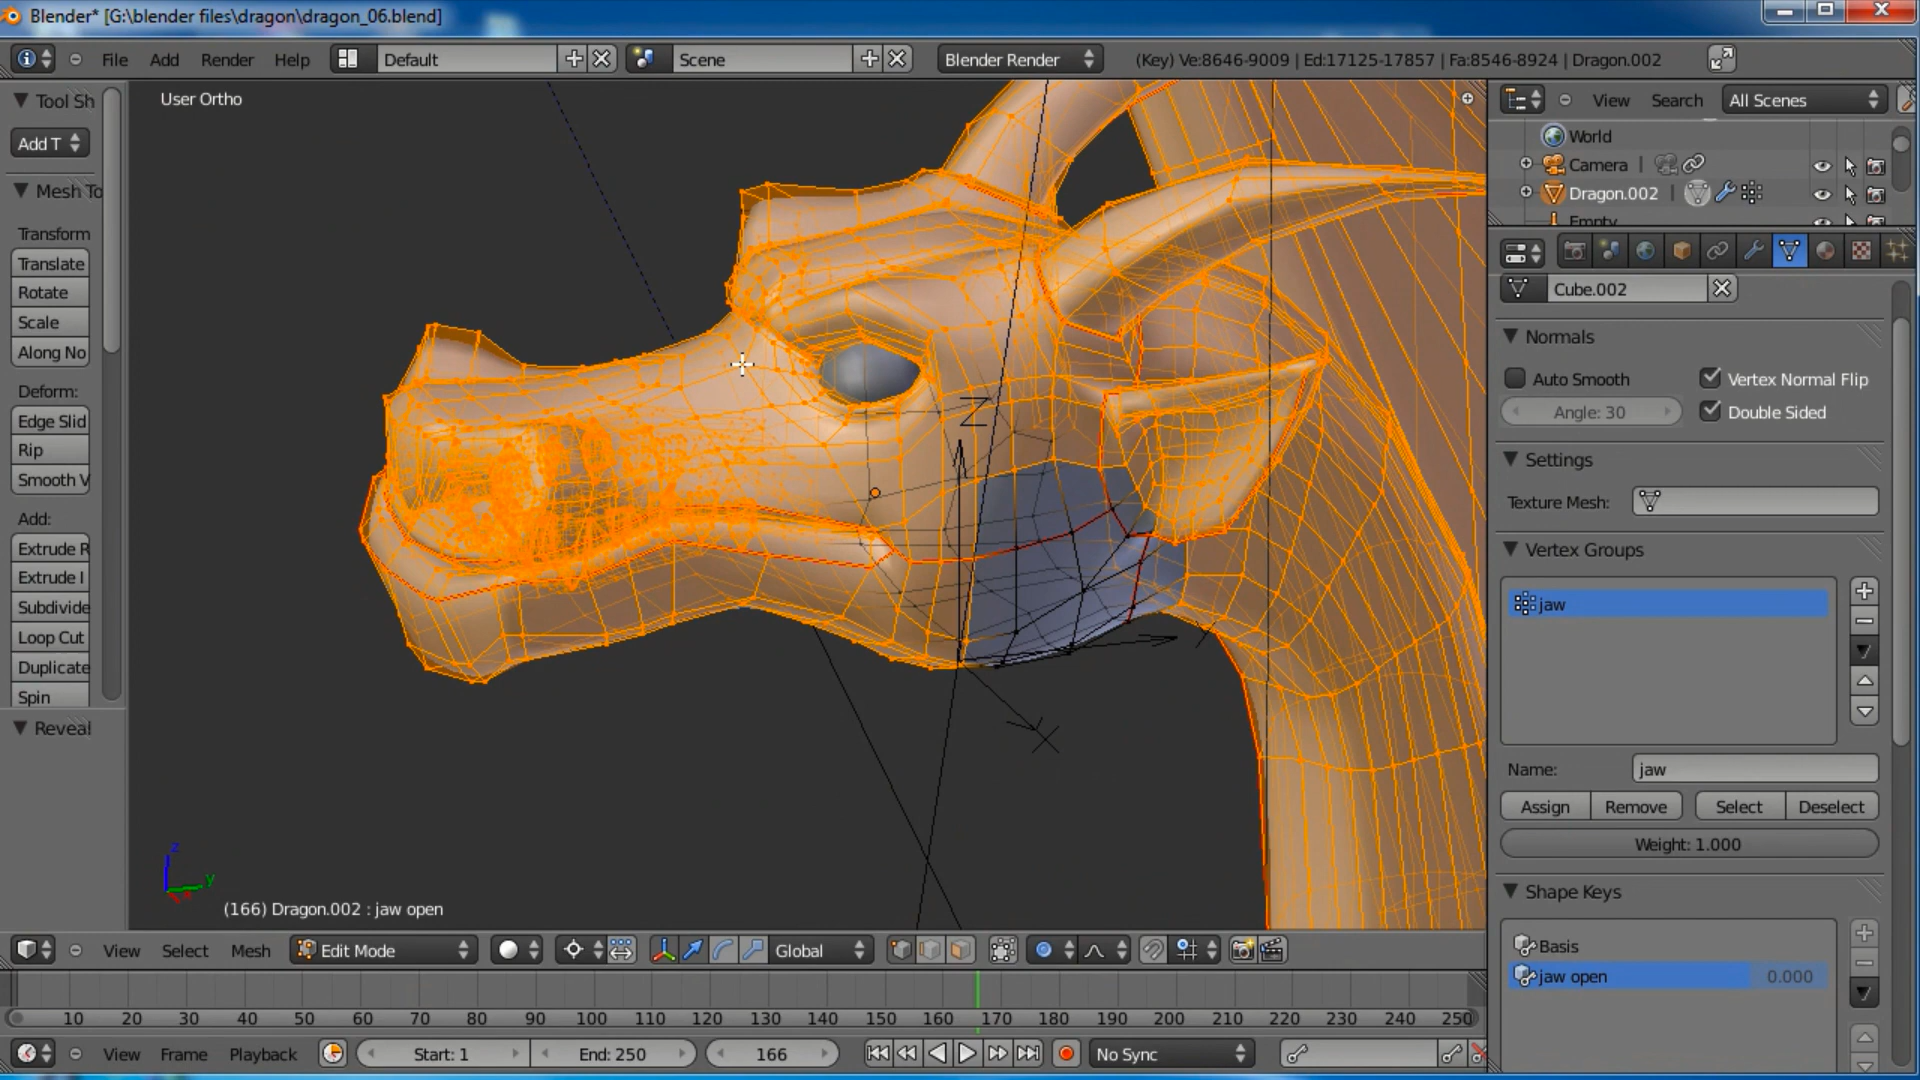 Blender* [G:\blender files\dragon\dragon_06.blend]
File Add Render Help Default Scene Blender Render (Key) Ve:8646-9009 | Ed:17125-17857 | Fa:8546-8924 | Dragon.002
Tool Sh
Add T
Mesh To
Transform
Translate
Rotate
Scale
Along No
Deform:
Edge Slid
Rip
Smooth V
Add:
Extrude R
Extrude I
Subdivide
Loop Cut
Duplicate
Spin
Reveal
User Ortho
Z
Y
X
z
y
(166) Dragon.002 : jaw open
View Search All Scenes
World
Camera
Dragon.002
Empty
Cube.002
Normals
Auto Smooth
Vertex Normal Flip
Angle: 30
Double Sided
Settings
Texture Mesh:
Vertex Groups
jaw
Name: jaw
Assign Remove Select Deselect
Weight: 1.000
Shape Keys
Basis
jaw open 0.000
View Select Mesh Edit Mode Global
10 20 30 40 50 60 70 80 90 100 110 120 130 140 150 160 170 180 190 200 210 220 230 240 250
View Frame Playback Start: 1 End: 250 166 No Sync